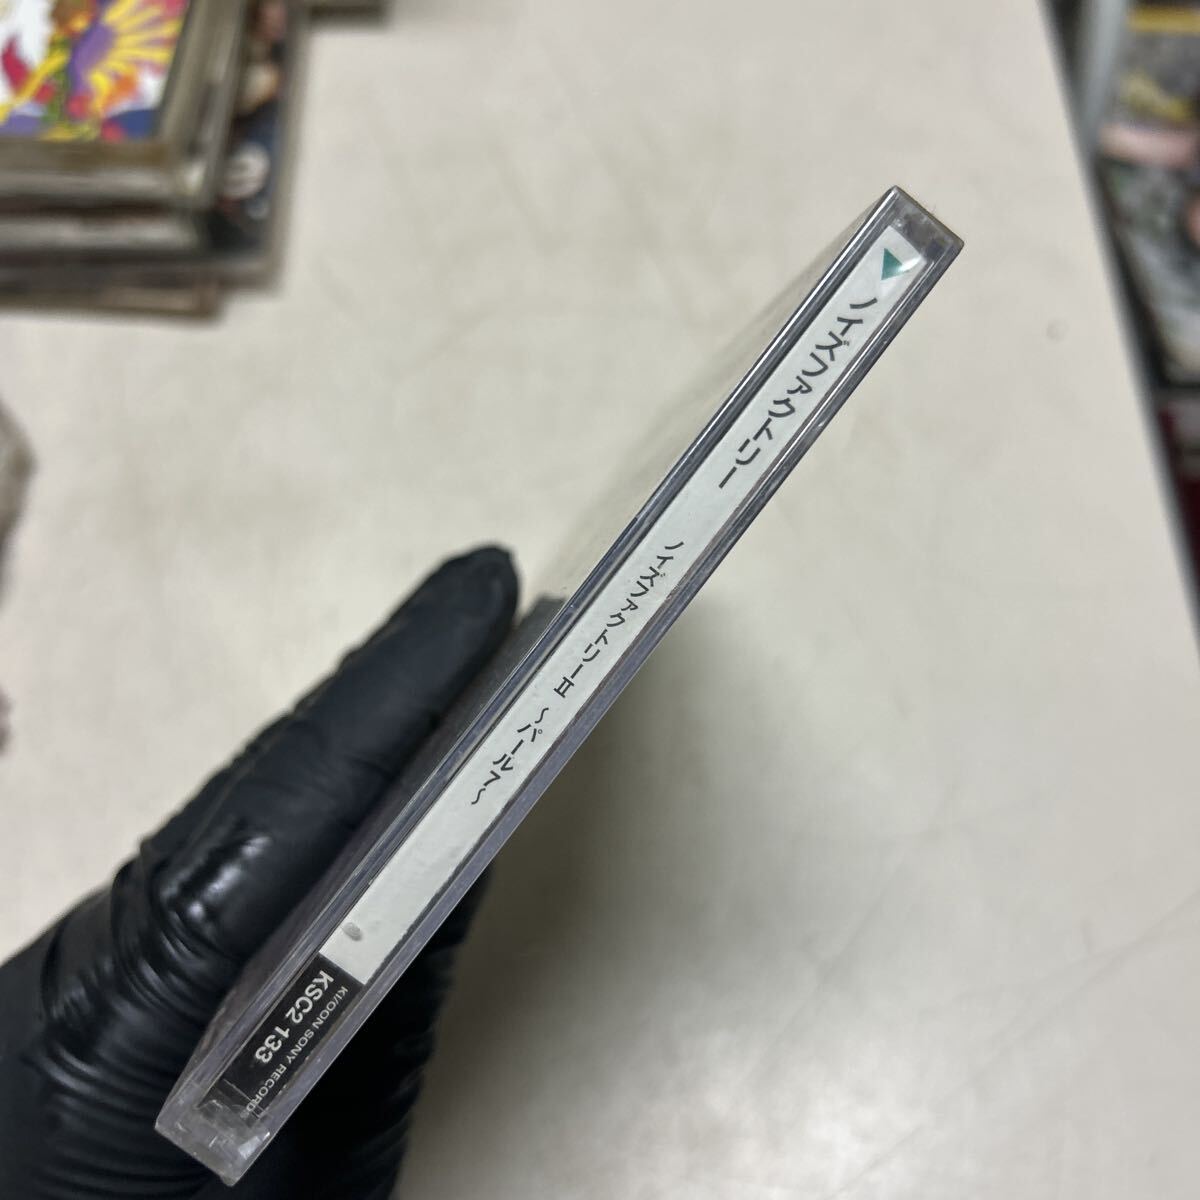 ノイズファクトリー
ノイズファクトリーII 〜パール7〜
KI/OON SONY RECORDS
KSC2 133